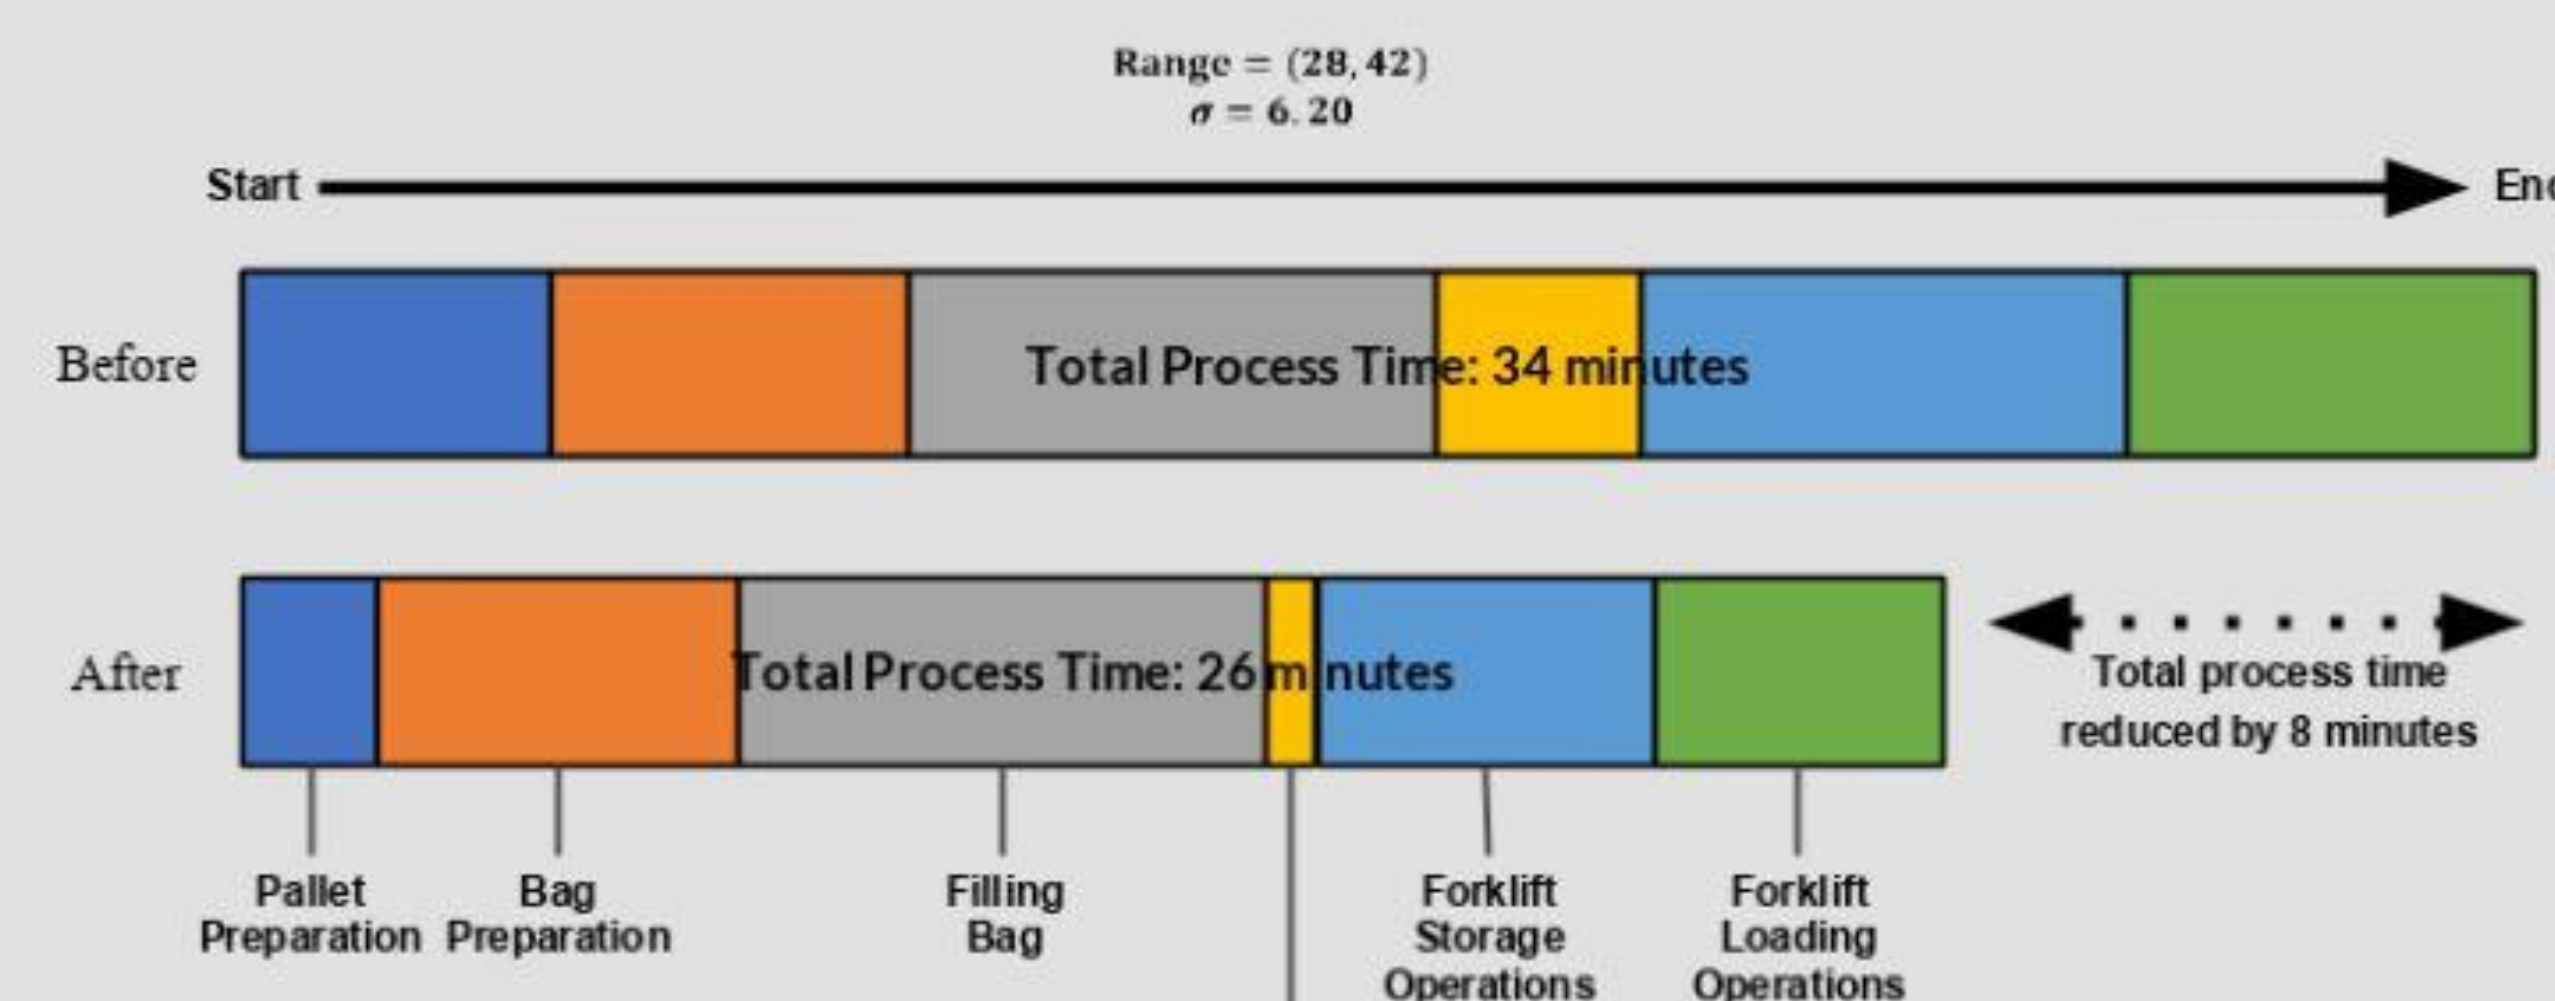 Range = (28, 42)
σ = 6. 20
Start
Before
Total Process Time: 34 minutes
After
Total Process Time: 26 m nutes
Total process time
reduced by 8 minutes
Pallet
Preparation
Bag
Preparation
Filling
Bag
Forklift
Storage
Operations
Forklift
Loading
Operations